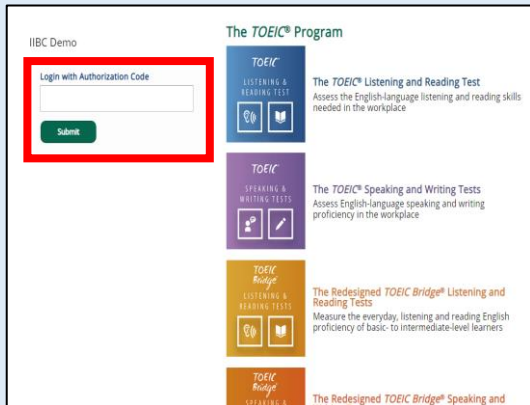 IIBC Demo
Login with Authorization Code
Submit
The TOEIC® Program
TOEIC
LISTENING &
READING TEST
The TOEIC® Listening and Reading Test
Assess the English-language listening and reading skills
needed in the workplace
TOEIC
SPEAKING &
WRITING TESTS
The TOEIC® Speaking and Writing Tests
Assess English-language speaking and writing
proficiency in the workplace
TOEIC
Bridge
LISTENING &
READING TESTS
The Redesigned TOEIC Bridge® Listening and
Reading Tests
Measure the everyday, listening and reading English
proficiency of basic- to intermediate-level learners
TOEIC
Bridge
SPEAKING &
The Redesigned TOEIC Bridge® Speaking and